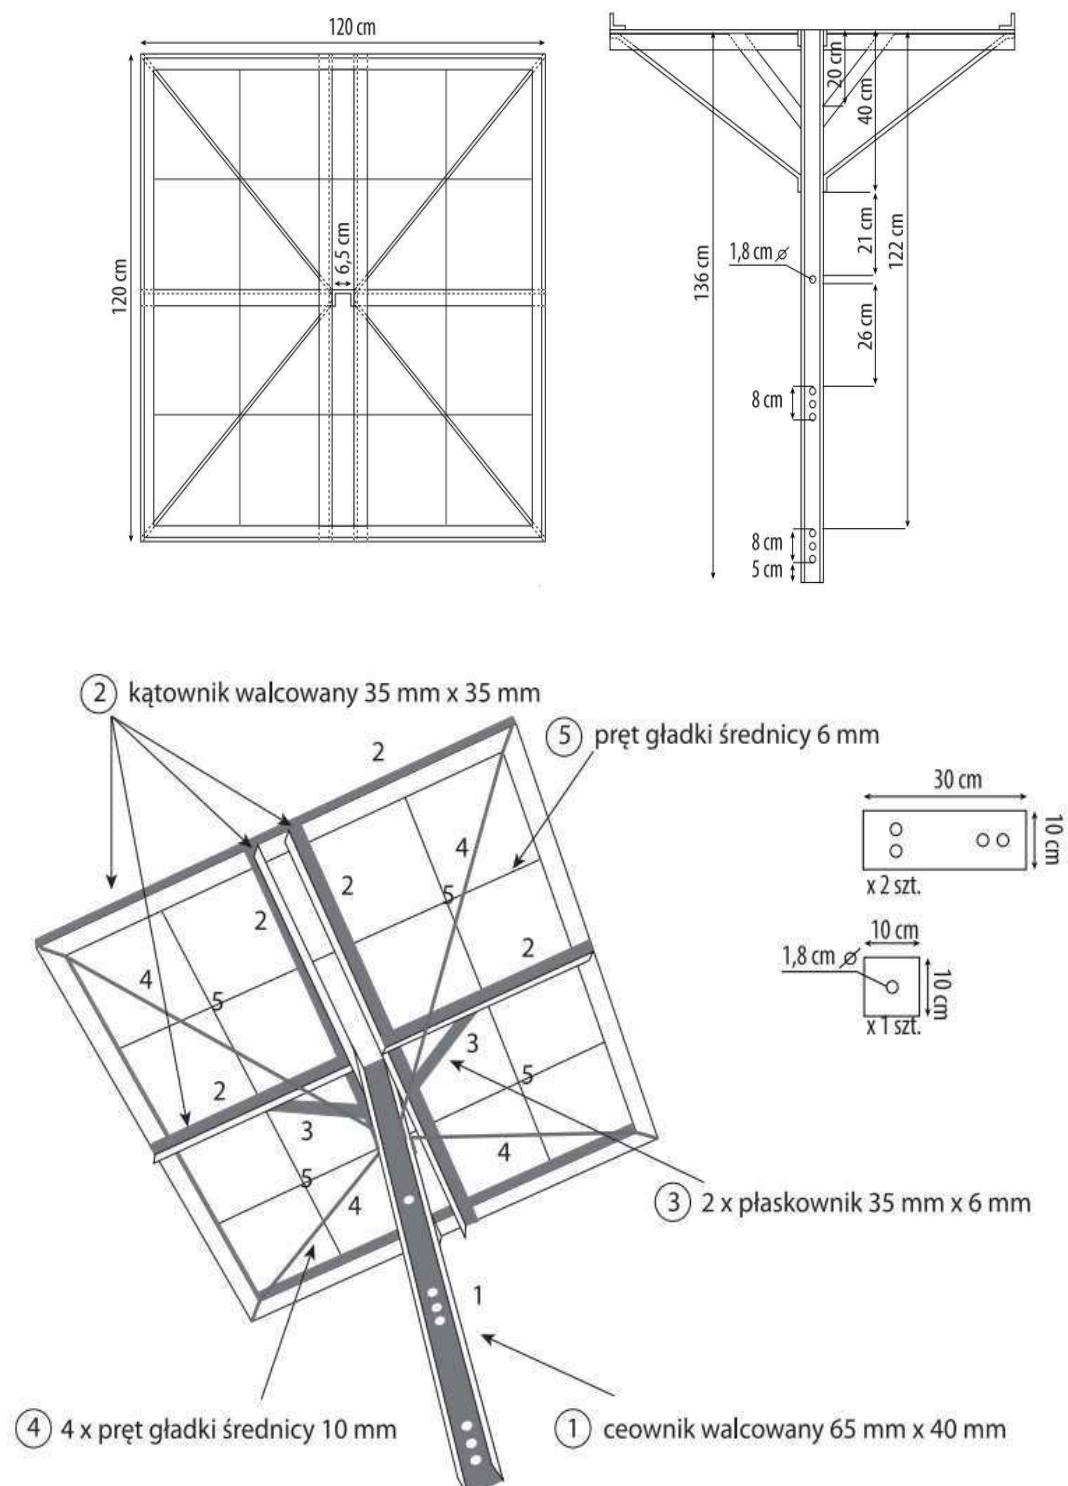 120 cm
120 cm
6,5 cm
20 cm
40 cm
136 cm
1,8 cm ⌀
21 cm
122 cm
26 cm
8 cm
8 cm
5 cm
2 kątownik walcowany 35 mm x 35 mm
5 pręt gładki średnicy 6 mm
2
4
2
5
2
2
4
5
2
3
3
5
5
4
4
1
30 cm
10 cm
x 2 szt.
10 cm
1,8 cm ⌀
10 cm
x 1 szt.
3 2 x płaskownik 35 mm x 6 mm
4 4 x pręt gładki średnicy 10 mm
1 ceownik walcowany 65 mm x 40 mm